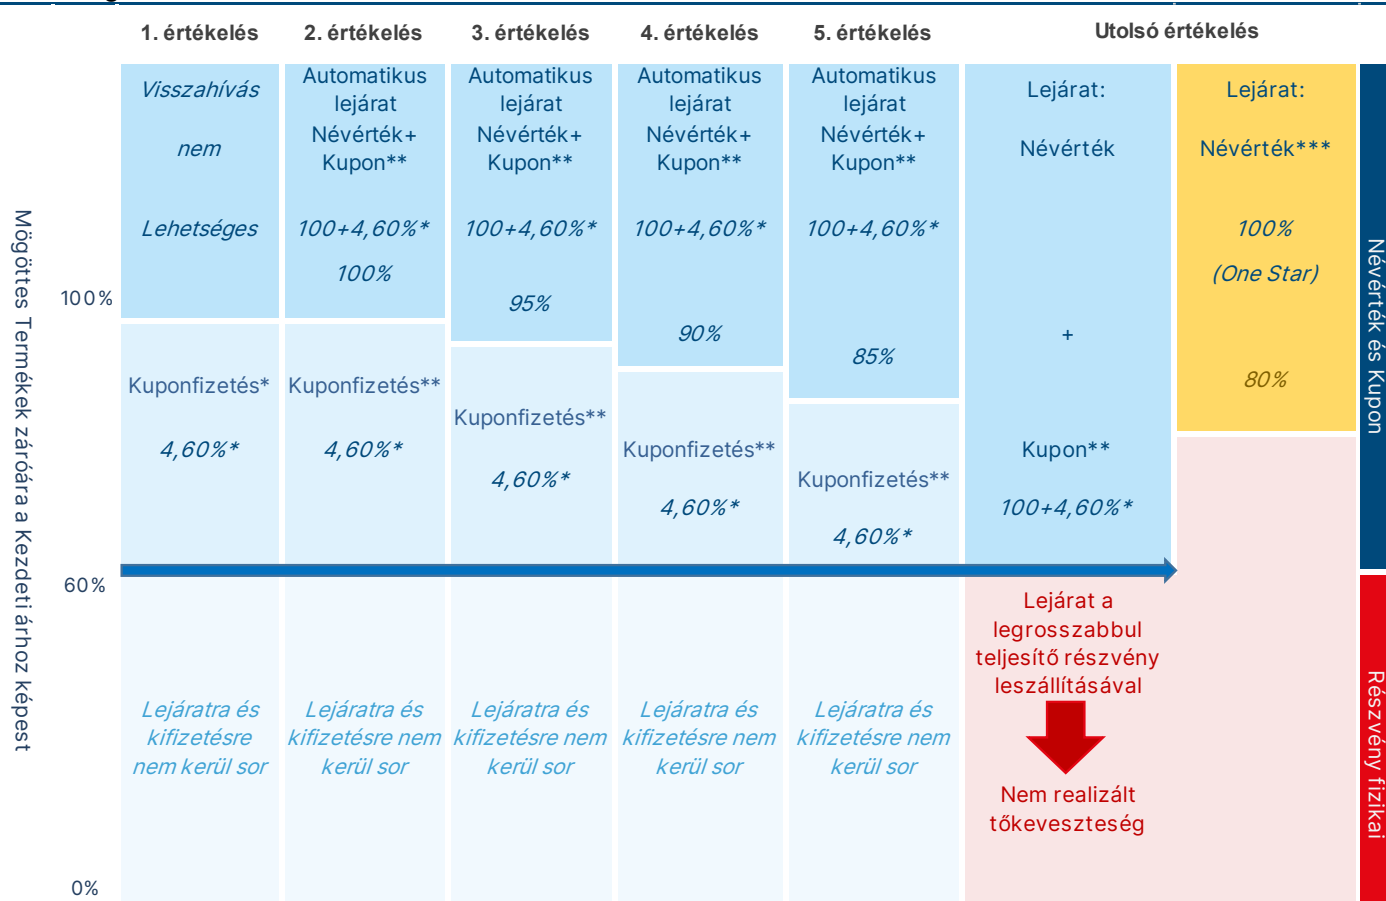 1. értékelés
2. értékelés
3. értékelés
4. értékelés
5. értékelés
Utolsó értékelés
Mögöttes Termékek záróára a Kezdeti árhoz képest
100%
60%
0%
Visszahívás
nem
Lehetséges
Kuponfizetés*
4,60%*
Lejáratra és
kifizetésre
nem kerül sor
Automatikus
lejárat
Névérték+
Kupon**
100+4,60%*
100%
Kuponfizetés**
4,60%*
Lejáratra és
kifizetésre nem
kerül sor
Automatikus
lejárat
Névérték+
Kupon**
100+4,60%*
95%
Kuponfizetés**
4,60%*
Lejáratra és
kifizetésre nem
kerül sor
Automatikus
lejárat
Névérték+
Kupon**
100+4,60%*
90%
Kuponfizetés**
4,60%*
Lejáratra és
kifizetésre nem
kerül sor
Automatikus
lejárat
Névérték+
Kupon**
100+4,60%*
85%
Kuponfizetés**
4,60%*
Lejáratra és
kifizetésre nem
kerül sor
Lejárat:
Névérték
+
Kupon**
100+4,60%*
Lejárat a
legrosszabbul
teljesítő részvény
leszállításával
Nem realizált
tőkeveszteség
Lejárat:
Névérték***
100%
(One Star)
80%
Névérték és Kupon
Részvény fizikai